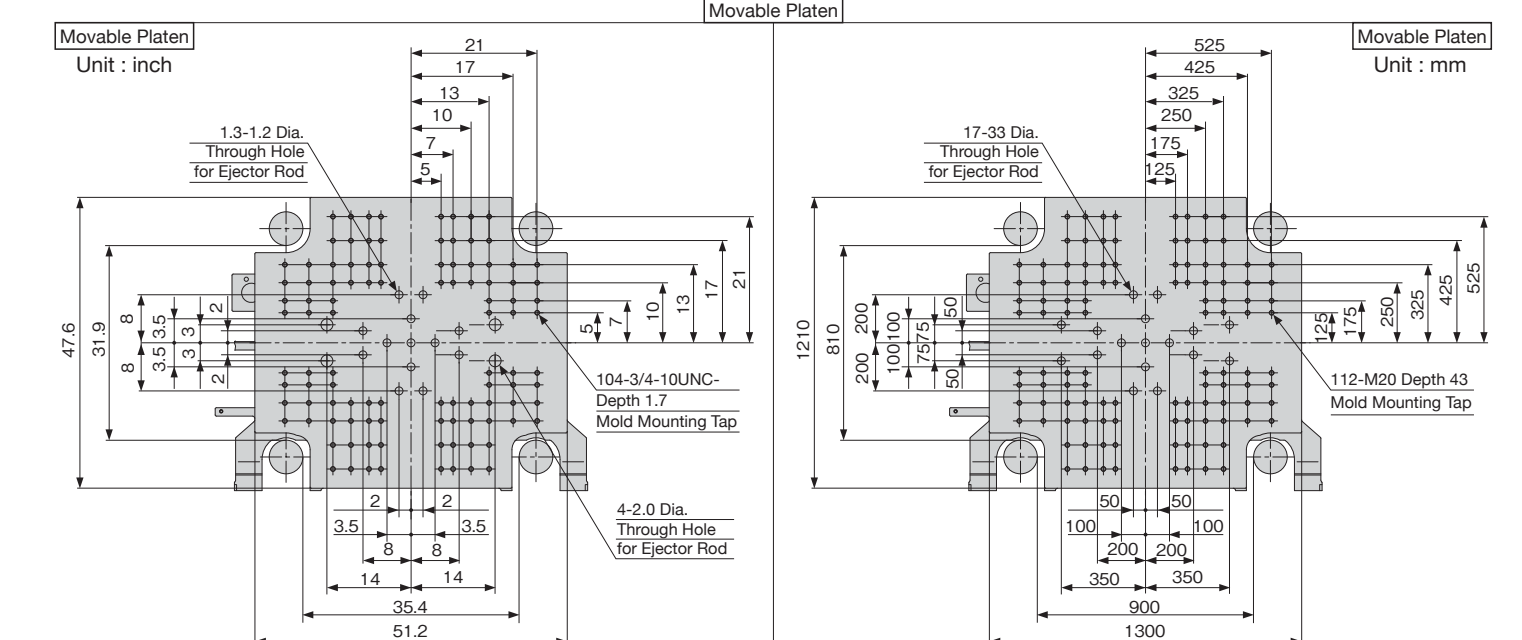 Movable Platen
Movable Platen
Unit : inch
21
17
13
10
7
5
1.3-1.2 Dia.
Through Hole
for Ejector Rod
47.6
31.9
8
8
3.5
3.5
3
3
2
2
5
7
10
13
17
21
104-3/4-10UNC-
Depth 1.7
Mold Mounting Tap
4-2.0 Dia.
Through Hole
for Ejector Rod
2 2
3.5 3.5
8 8
14 14
35.4
51.2
Movable Platen
Unit : mm
525
425
325
250
175
125
17-33 Dia.
Through Hole
for Ejector Rod
1210
810
200
200
100
100
75
75
50
50
125
175
250
325
425
525
112-M20 Depth 43
Mold Mounting Tap
50 50
100 100
200 200
350 350
900
1300